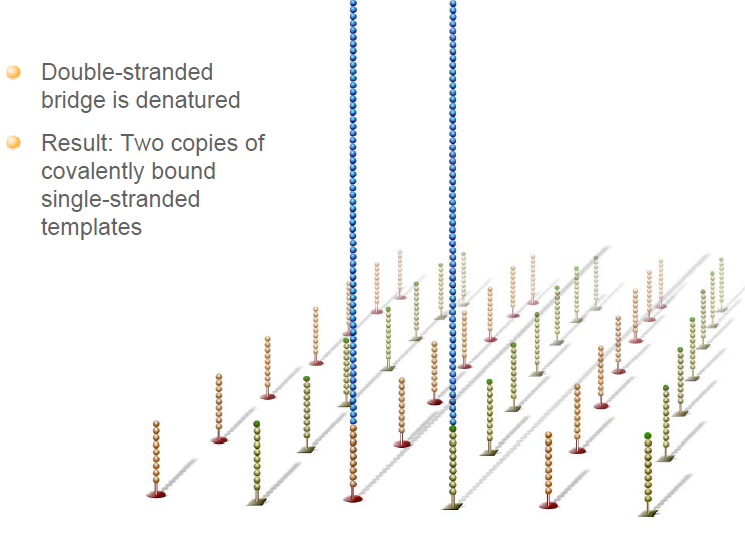 Double-stranded
bridge is denatured
Result: Two copies of
covalently bound
single-stranded
templates